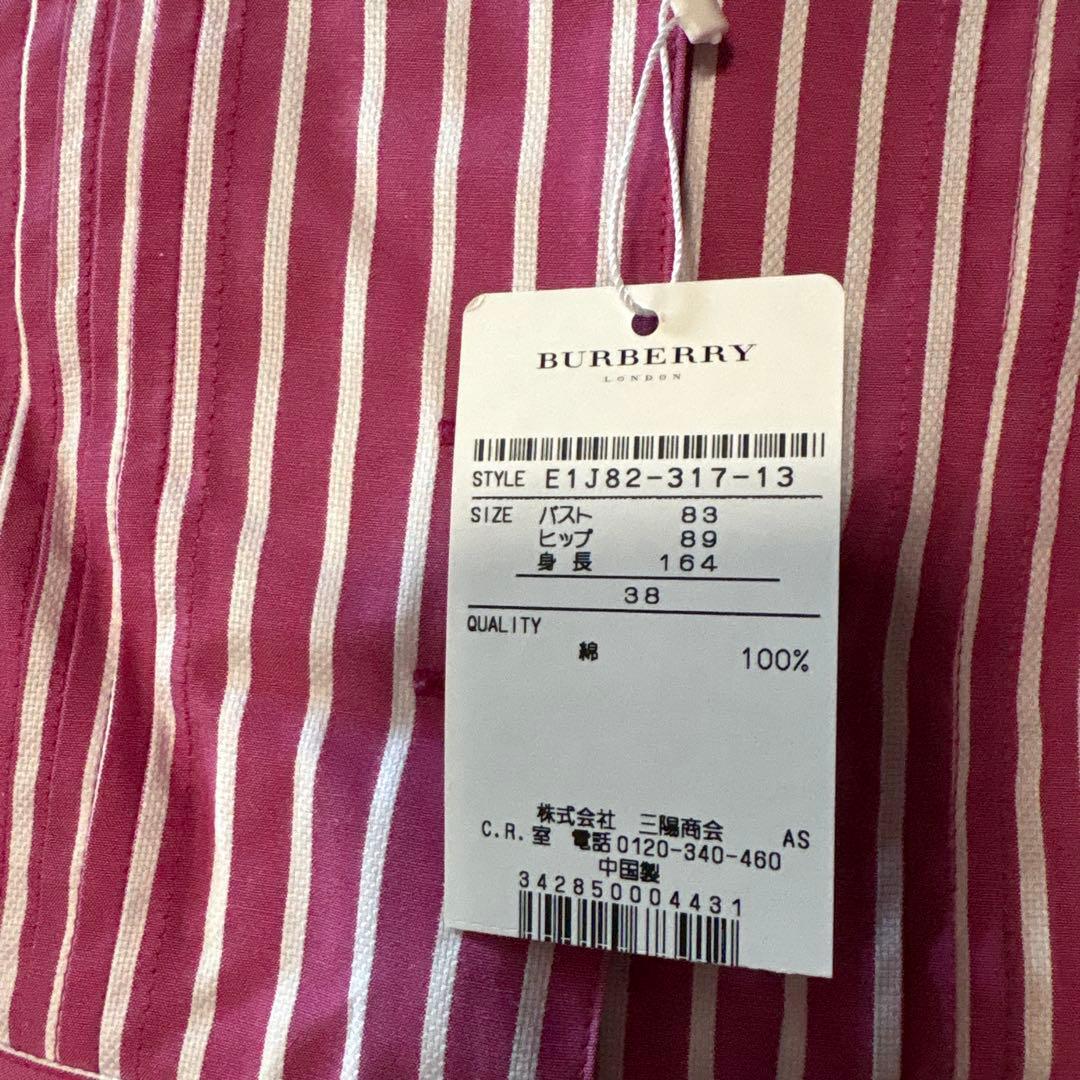 BURBERRY
LONDON
STYLE E1J82-317-13
SIZE バスト 83
ヒップ 89
身長 164
38
QUALITY
綿 100%
株式会社 三陽商会 AS
C.R.室 電話0120-340-460
中国製
342850004431